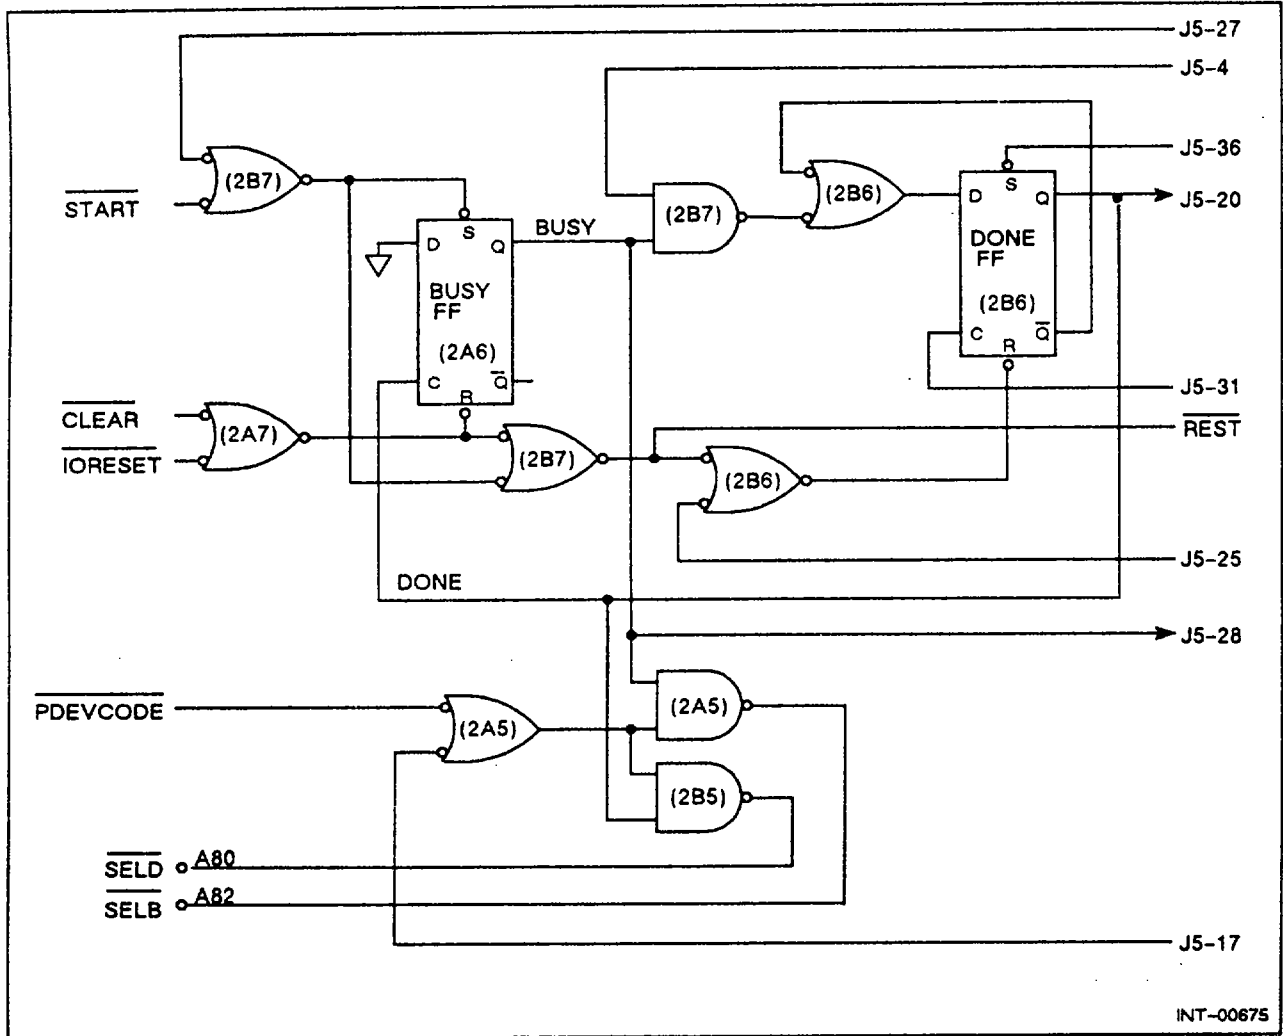 J5-27
J5-4
J5-36
(2B7)
START
S
D Q
(2B7)
(2B6)
J5-20
DONE
FF
(2B6)
BUSY
S
D Q
BUSY
FF
(2A6)
C R Q
C R Q
J5-31
CLEAR
(2A7)
IORESET
(2B7)
REST
(2B6)
J5-25
DONE
J5-28
PDEVCODE
(2A5)
(2A5)
(2B5)
SELD A80
SELB A82
J5-17
INT-00675